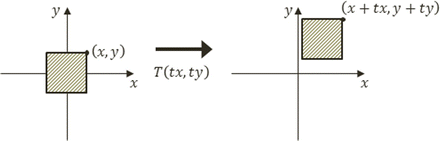 y
(x, y)
x
T(tx, ty)
y
(x + tx, y + ty)
x